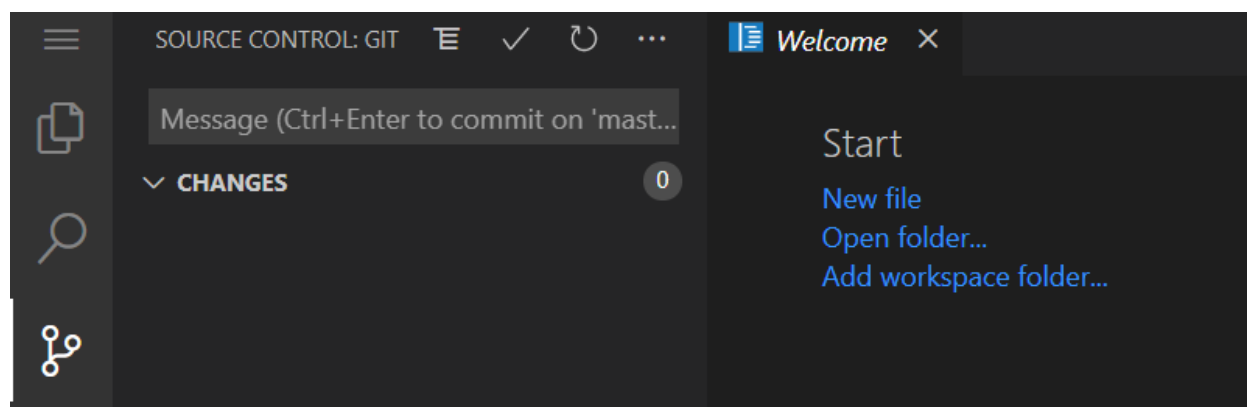 SOURCE CONTROL: GIT
Message (Ctrl+Enter to commit on 'mast...
CHANGES
0
Welcome
Start
New file
Open folder...
Add workspace folder...